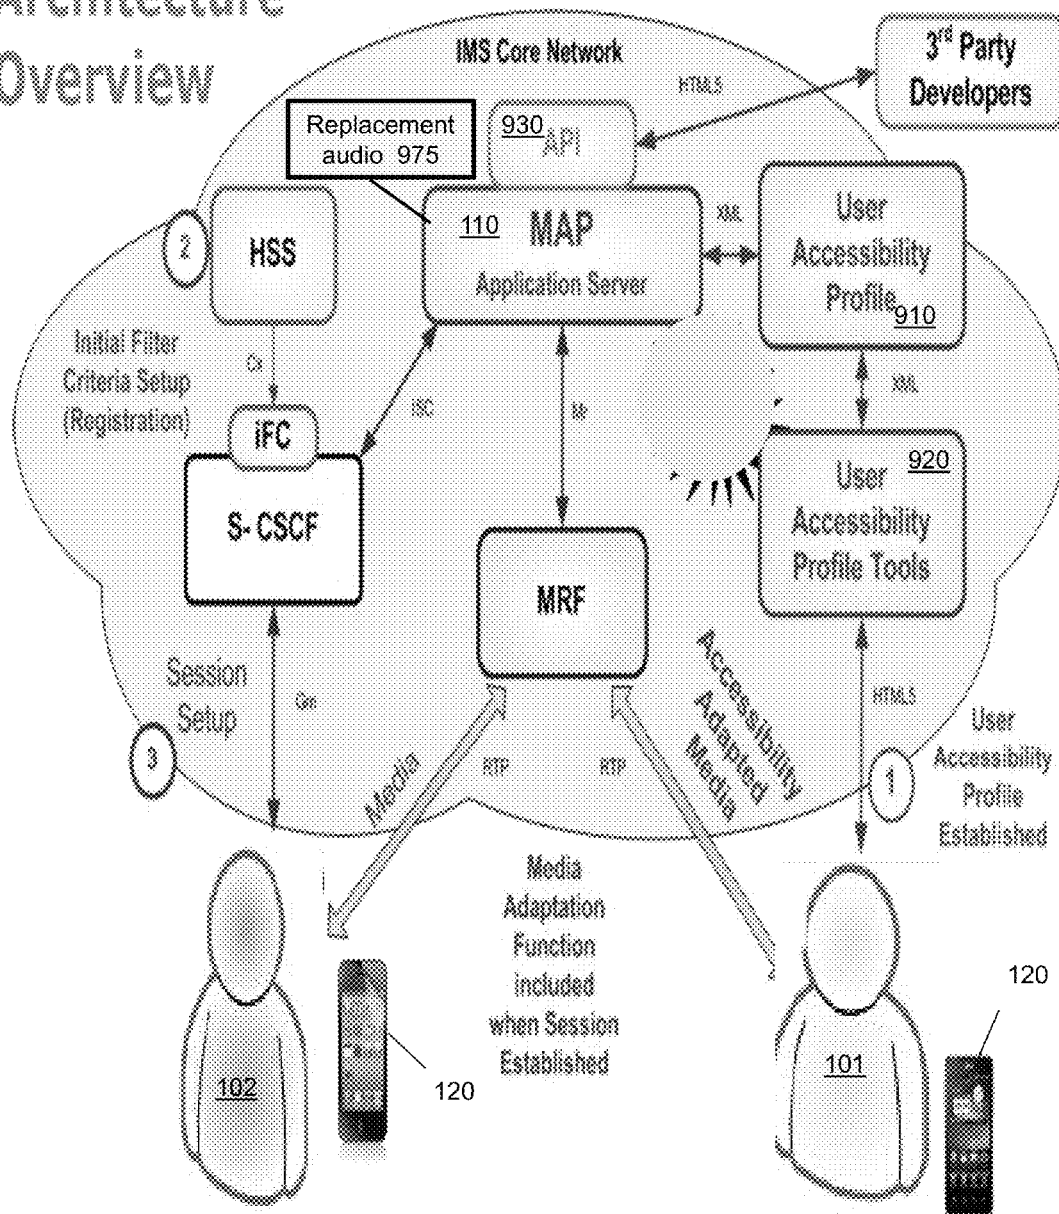 Architecture
Overview
IMS Core Network
HTML5
3rd Party
Developers
Replacement
audio 975
930
API
2
HSS
110
MAP
Application Server
XML
User
Accessibility
Profile
910
Initial Filter
Criteria Setup
(Registration)
Cx
ISC
Mr
XML
iFC
S- CSCF
920
User
Accessibility
Profile Tools
MRF
Session
Setup
Gm
3
Media
RTP
RTP
Accessibility
Adapted
Media
HTML5
1
User
Accessibility
Profile
Established
Media
Adaptation
Function
included
when Session
Established
102
120
101
120